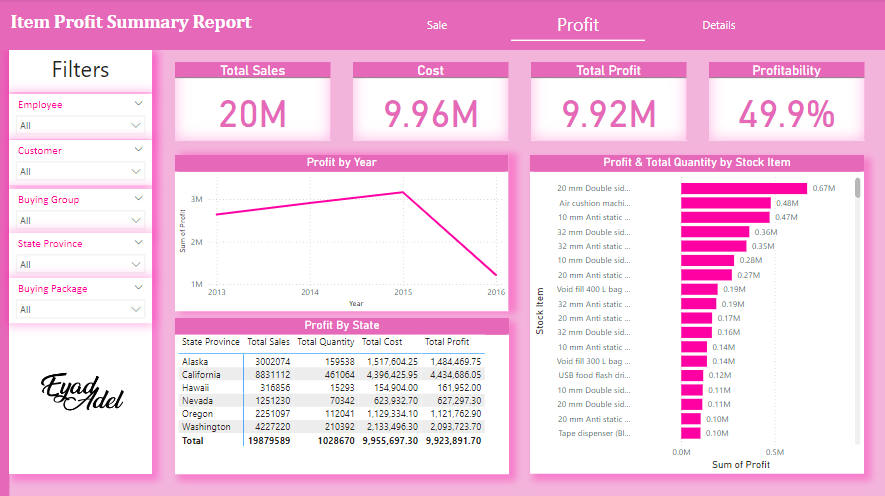 Item Profit Summary Report
Sale
Profit
Details
Filters
Employee
All
Customer
All
Buying Group
All
State Province
All
Buying Package
All
Eyad
Adel
Total Sales
20M
Cost
9.96M
Total Profit
9.92M
Profitability
49.9%
Profit by Year
Sum of Profit
3M
2M
1M
2013 2014 2015 2016
Year
Profit By State
State Province Total Sales Total Quantity Total Cost Total Profit
Alaska 3002074 159538 1,517,604.25 1,484,469.75
California 8831112 461064 4,396,425.95 4,434,686.05
Hawaii 316856 15293 154,904.00 161,952.00
Nevada 1251230 70342 623,932.70 627,297.30
Oregon 2251097 112041 1,129,334.10 1,121,762.90
Washington 4227220 210392 2,133,496.30 2,093,723.70
Total 19879589 1028670 9,955,697.30 9,923,891.70
Profit & Total Quantity by Stock Item
Stock Item
20 mm Double sid... 0.67M
Air cushion machi... 0.48M
10 mm Anti static ... 0.47M
32 mm Double sid... 0.36M
32 mm Anti static ... 0.35M
10 mm Double sid... 0.28M
20 mm Anti static ... 0.27M
Void fill 400 L bag ... 0.19M
32 mm Anti static ... 0.19M
20 mm Anti static ... 0.17M
32 mm Double sid... 0.16M
10 mm Anti static ... 0.14M
Void fill 300 L bag ... 0.14M
USB food flash dri... 0.12M
10 mm Double sid... 0.11M
20 mm Double sid... 0.11M
20 mm Anti static ... 0.10M
Tape dispenser (Bl... 0.10M
0.0M 0.5M
Sum of Profit